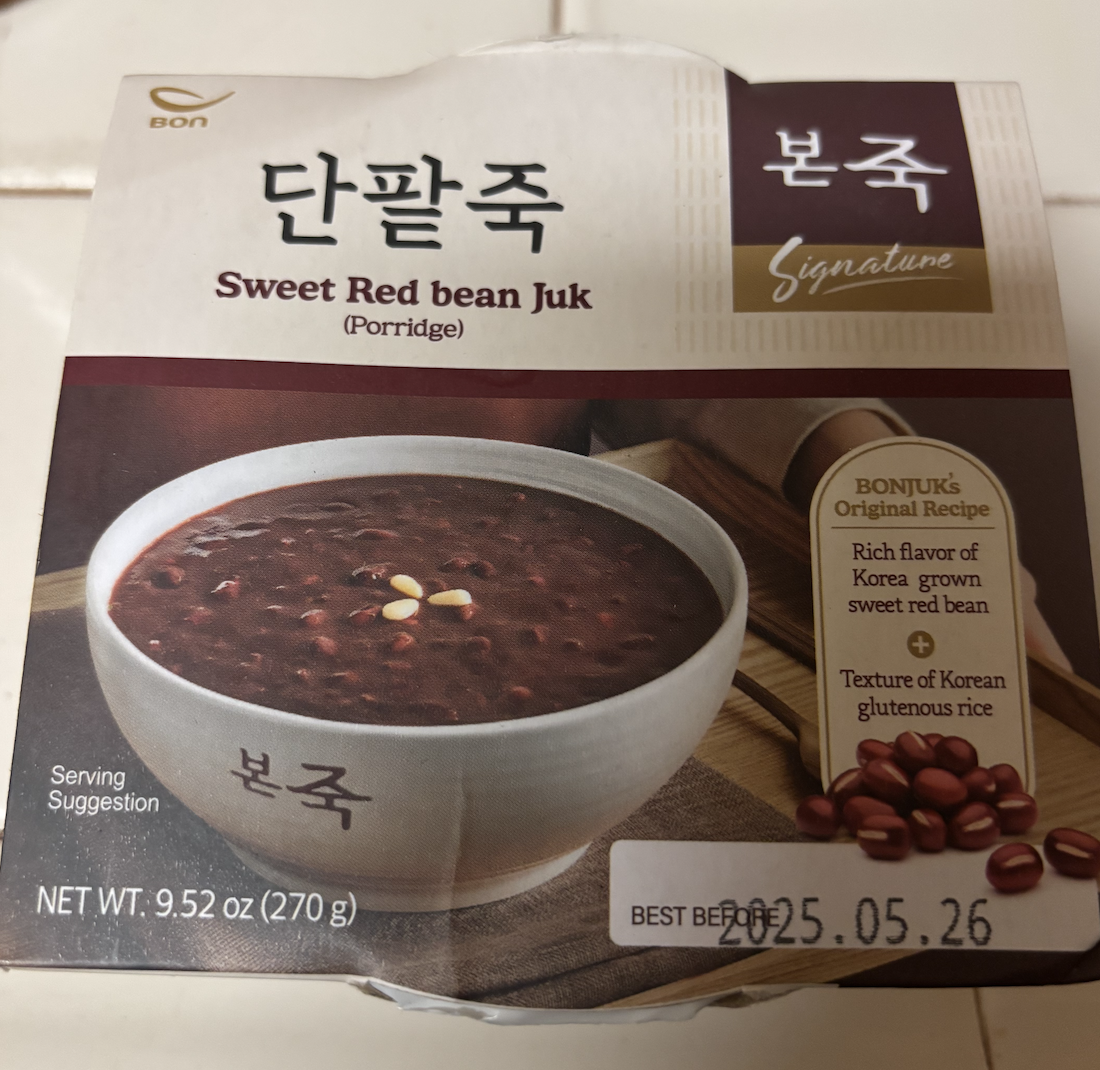 BON
단팥죽
Sweet Red bean Juk
(Porridge)
본죽
Signature
BONJUK's
Original Recipe
Rich flavor of
Korea grown
sweet red bean
+
Texture of Korean
glutenous rice
본죽
Serving
Suggestion
NET WT. 9.52 oz (270 g)
BEST BEFORE 2025.05.26